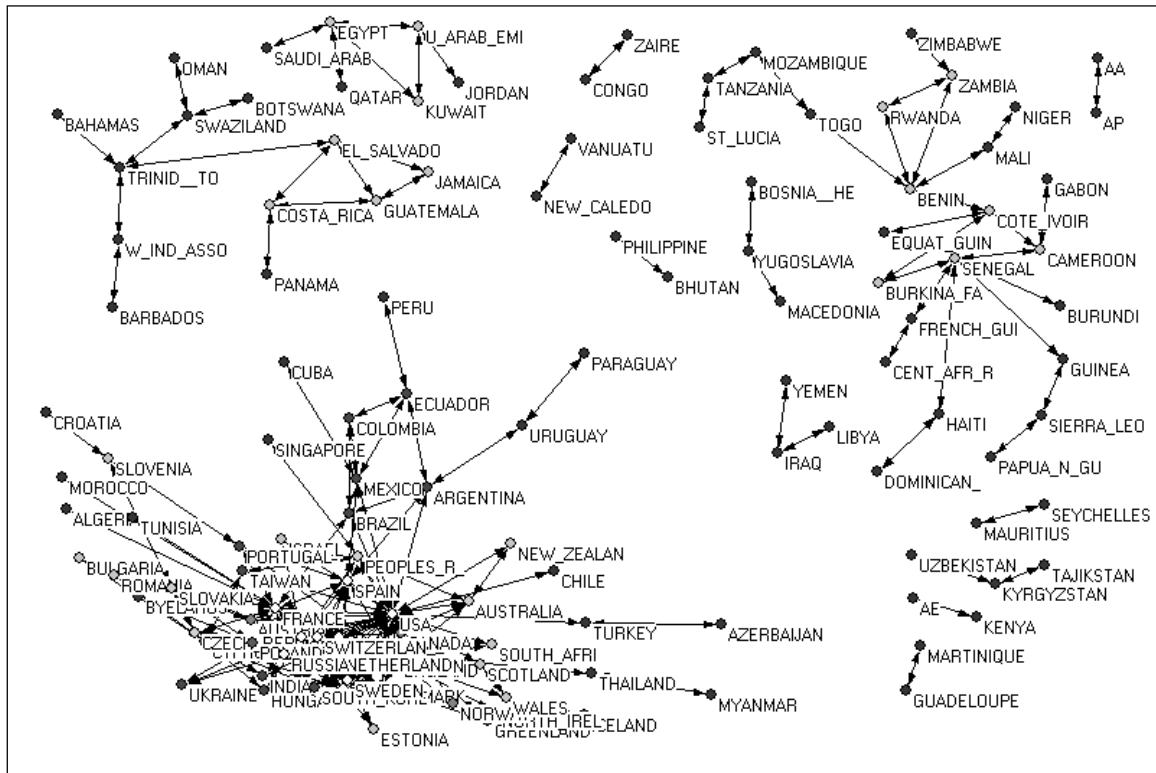 EGYPT
U_ARAB_EMI
ZAIRE
ZIMBABWE
SAUDI_ARAB
MOZAMBIQUE
OMAN
AA
QATAR
JORDAN
CONGO
TANZANIA
ZAMBIA
BOTSWANA
KUWAIT
BAHAMAS
SWAZILAND
ST_LUCIA
TOGO
RWANDA
NIGER
AP
EL_SALVADO
VANUATU
MALI
TRINID__TO
JAMAICA
BOSNIA__HE
BENIN
GABON
COSTA_RICA
GUATEMALA
NEW_CALEDO
COTE_IVOIR
W_IND_ASSO
PHILIPPINE
EQUAT_GUIN
YUGOSLAVIA
SENEGAL
CAMEROON
PANAMA
BHUTAN
BURKINA_FA
BARBADOS
PERU
MACEDONIA
BURUNDI
FRENCH_GUI
CUBA
PARAGUAY
CENT_AFR_R
GUINEA
YEMEN
ECUADOR
CROATIA
COLOMBIA
URUGUAY
LIBYA
HAITI
SIERRA_LEO
SINGAPORE
IRAQ
SLOVENIA
DOMINICAN_
PAPUA_N_GU
MOROCCO
MEXICO
ARGENTINA
SEYCHELLES
TUNISIA
BRAZIL
MAURITIUS
PORTUGAL
NEW_ZEALAN
BULGARIA
PEOPLES_R
UZBEKISTAN
TAJIKSTAN
ROMANIA
TAIWAN
SPAIN
CHILE
KYRGYZSTAN
SLOVAKIA
AE
FRANCE
USA
AUSTRALIA
KENYA
TURKEY
AZERBAIJAN
SWITZERLAN
SOUTH_AFRI
MARTINIQUE
RUSSIA
SCOTLAND
UKRAINE
INDIA
SWEDEN
THAILAND
GUADELOUPE
WALES
MYANMAR
ESTONIA